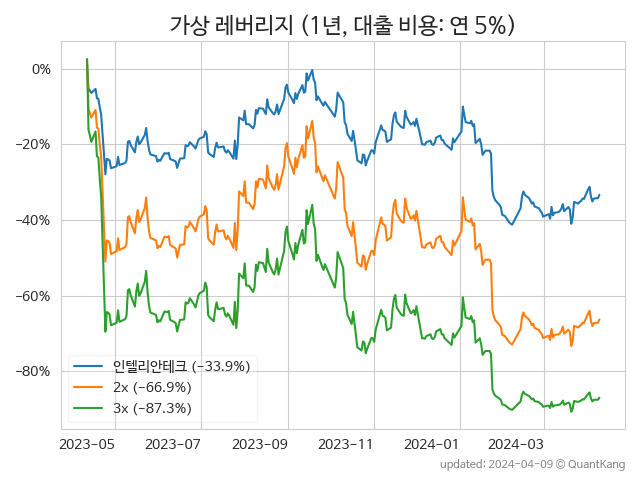 가상 레버리지 (1년, 대출 비용: 연 5%)
0%
−20%
−40%
−60%
−80%
인텔리안테크 (−33.9%)
2x (−66.9%)
3x (−87.3%)
2023-05 2023-07 2023-09 2023-11 2024-01 2024-03
updated: 2024-04-09 ⓒ QuantKang